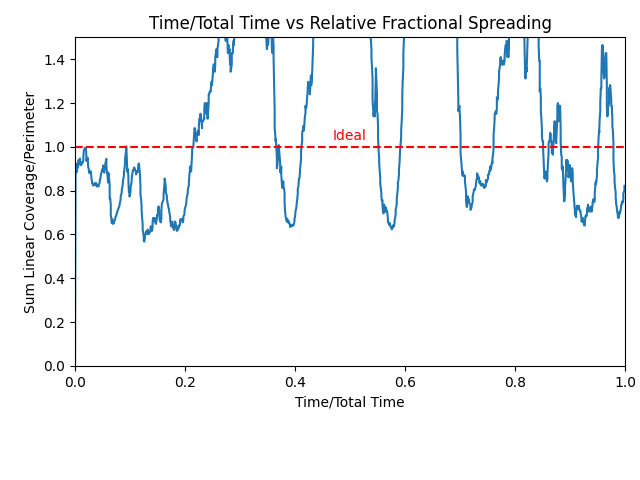 Time/Total Time vs Relative Fractional Spreading
Sum Linear Coverage/Perimeter
1.4
1.2
1.0
0.8
0.6
0.4
0.2
0.0
Ideal
0.0 0.2 0.4 0.6 0.8 1.0
Time/Total Time